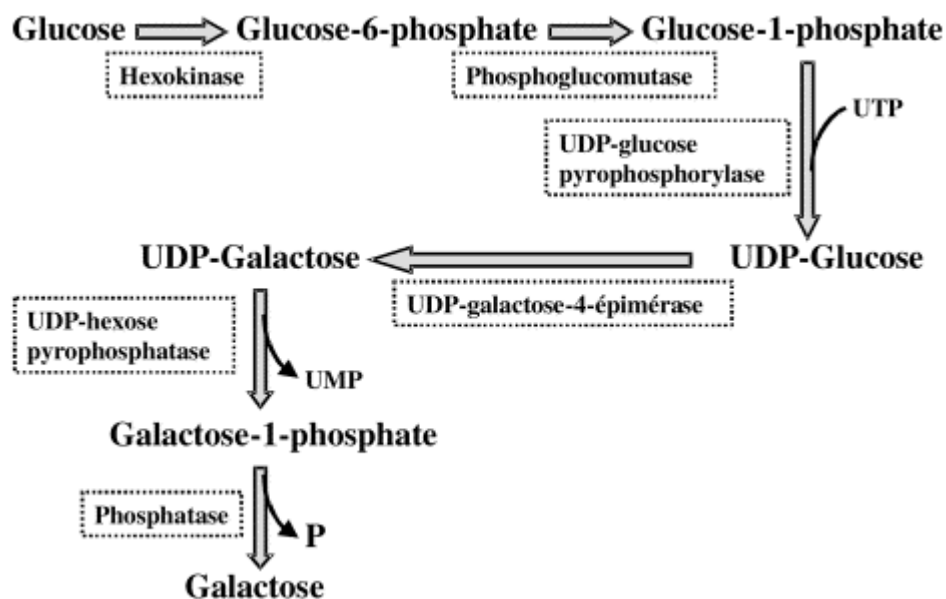 Glucose Glucose-6-phosphate Glucose-1-phosphate
Hexokinase Phosphoglucomutase
UTP
UDP-glucose
pyrophosphorylase
UDP-Galactose UDP-Glucose
UDP-galactose-4-épimérase
UDP-hexose
pyrophosphatase
UMP
Galactose-1-phosphate
Phosphatase
P
Galactose